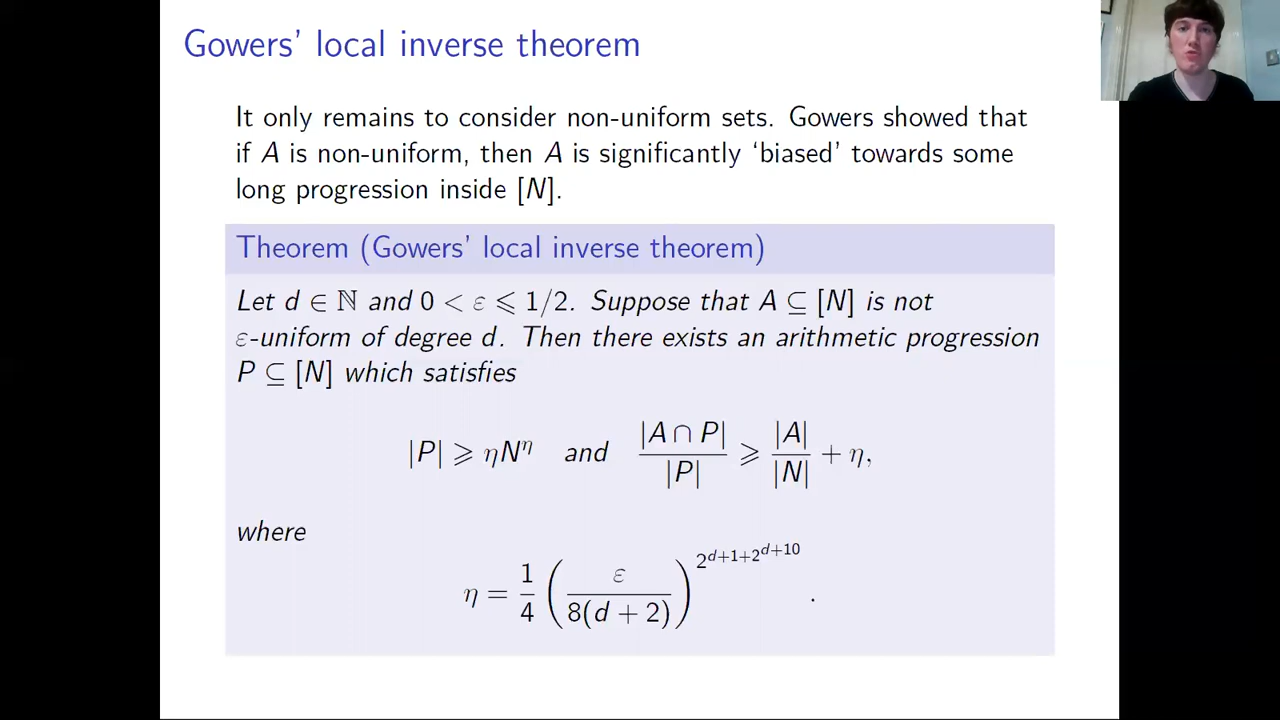 Gowers' local inverse theorem
It only remains to consider non-uniform sets. Gowers showed that
if A is non-uniform, then A is significantly 'biased' towards some
long progression inside [N].
Theorem (Gowers' local inverse theorem)
Let d ∈ ℕ and 0 < ε ⩽ 1/2. Suppose that A ⊆ [N] is not
ε-uniform of degree d. Then there exists an arithmetic progression
P ⊆ [N] which satisfies
|P| ⩾ ηN^η and |A ∩ P| / |P| ⩾ |A| / |N| + η,
where
η = 1/4 (ε / 8(d + 2))^{2^{d+1+2^{d+10}}} .